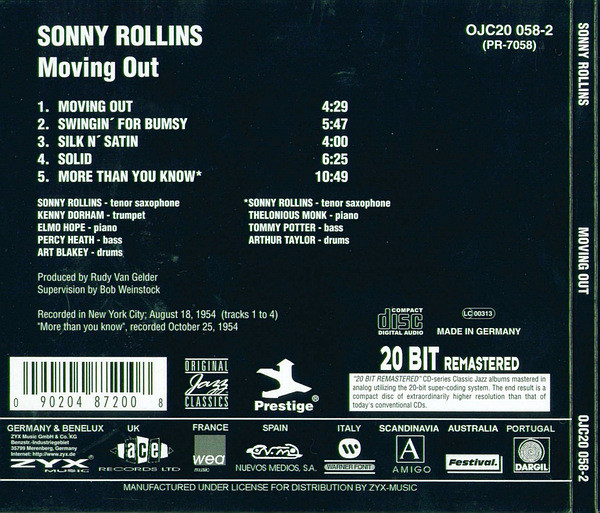 SONNY ROLLINS
Moving Out
OJC20 058-2
(PR-7058)
1. MOVING OUT 4:29
2. SWINGIN´ FOR BUMSY 5:47
3. SILK N´ SATIN 4:00
4. SOLID 6:25
5. MORE THAN YOU KNOW* 10:49
SONNY ROLLINS - tenor saxophone
KENNY DORHAM - trumpet
ELMO HOPE - piano
PERCY HEATH - bass
ART BLAKEY - drums
*SONNY ROLLINS - tenor saxophone
THELONIOUS MONK - piano
TOMMY POTTER - bass
ARTHUR TAYLOR - drums
Produced by Rudy Van Gelder
Supervision by Bob Weinstock
Recorded in New York City; August 18, 1954 (tracks 1 to 4)
"More than you know", recorded October 25, 1954
COMPACT
disc
DIGITAL AUDIO
LC 00313
MADE IN GERMANY
0 90204 87200 8
ORIGINAL
Jazz
CLASSICS
Prestige
20 BIT REMASTERED
"20 BIT REMASTERED" CD-series Classic Jazz albums mastered in
analog utilizing the 20-bit super-coding system. The end result is a
compact disc of extraordinarily higher resolution than that of
today's conventional CDs.
GERMANY & BENELUX
ZYX Music GmbH & Co. KG
Benzstr.-Industriegebiet
35799 Merenberg, Germany
Internet: http://www.zyx.de
ZYX
MUSIC
UK
ace
RECORDS LTD
FRANCE
wea
music
SPAIN
NUEVOS MEDIOS, S.A.
ITALY
WARNER FONIT
SCANDINAVIA
A
AMIGO
AUSTRALIA
Festival.
PORTUGAL
DARGIL
MANUFACTURED UNDER LICENSE FOR DISTRIBUTION BY ZYX-MUSIC
SONNY ROLLINS
MOVING OUT
OJC20 058-2